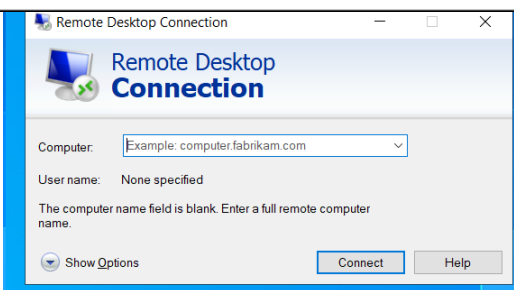 Remote Desktop Connection
Remote Desktop
Connection
Computer: Example: computer.fabrikam.com
User name: None specified
The computer name field is blank. Enter a full remote computer
name.
Show Options Connect Help